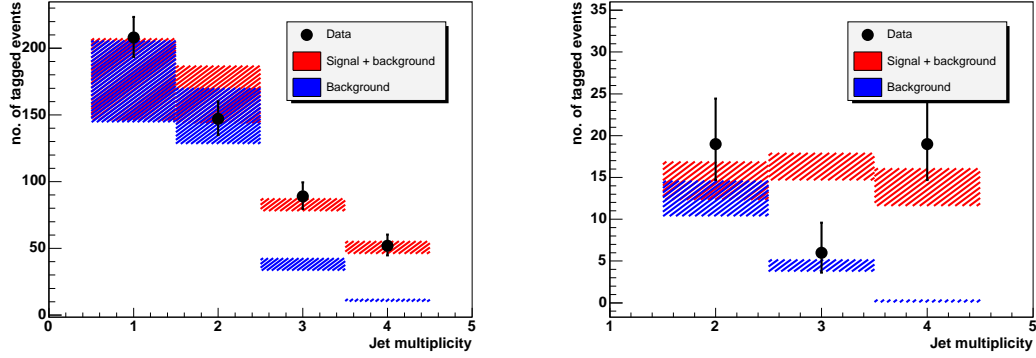 no. of tagged events
200
150
100
50
0
0 1 2 3 4 5
Jet multiplicity
Data
Signal + background
Background
no. of tagged events
35
30
25
20
15
10
5
0
1 2 3 4 5
Jet multiplicity
Data
Signal + background
Background